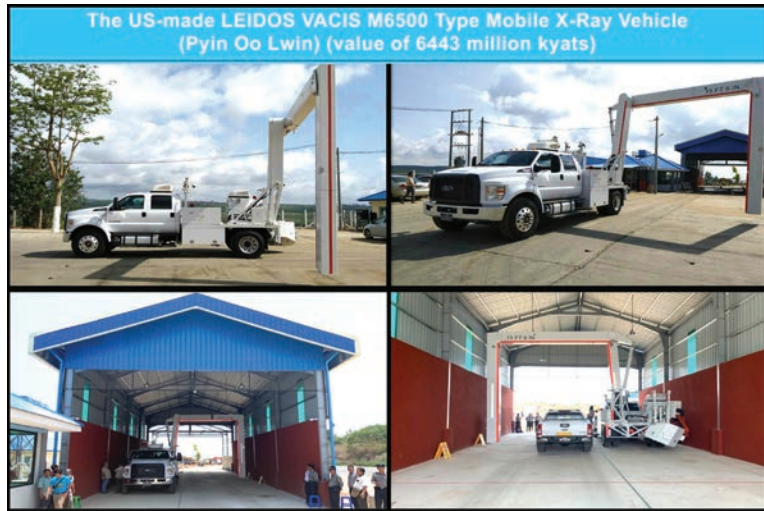 The US-made LEIDOS VACIS M6500 Type Mobile X-Ray Vehicle
(Pyin Oo Lwin) (value of 6443 million kyats)